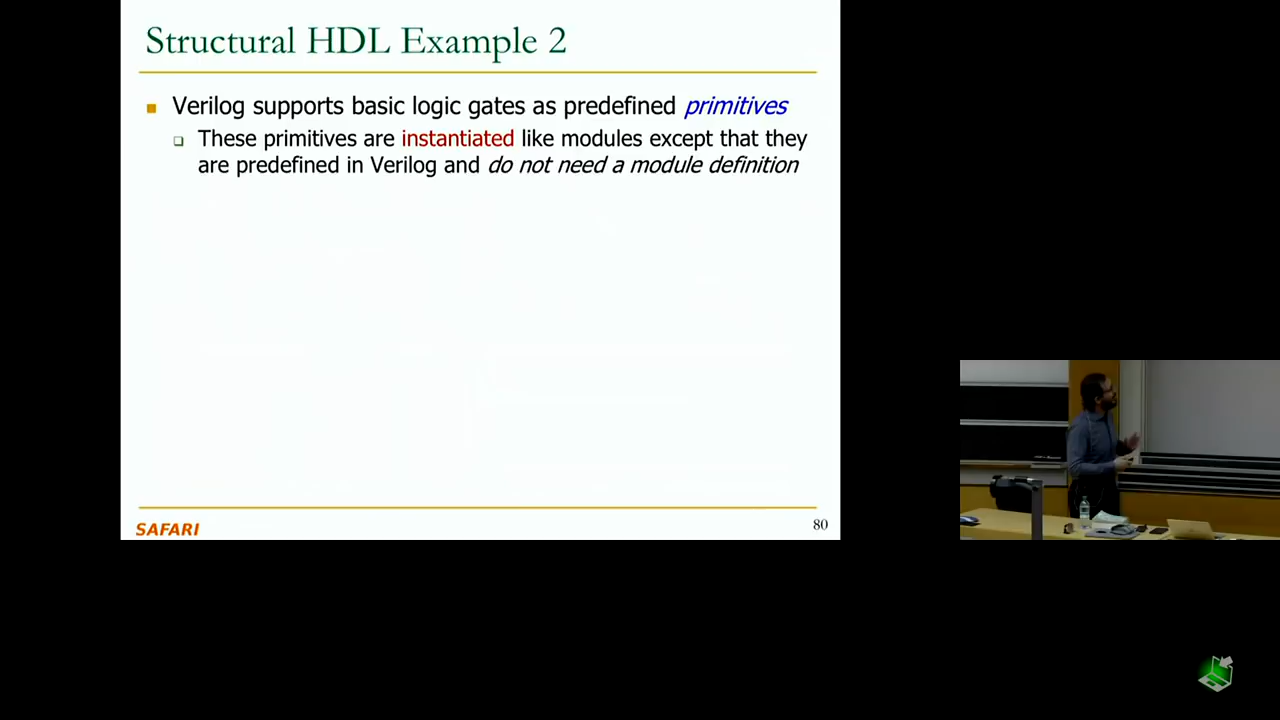 Structural HDL Example 2
Verilog supports basic logic gates as predefined primitives
These primitives are instantiated like modules except that they
are predefined in Verilog and do not need a module definition
SAFARI
80